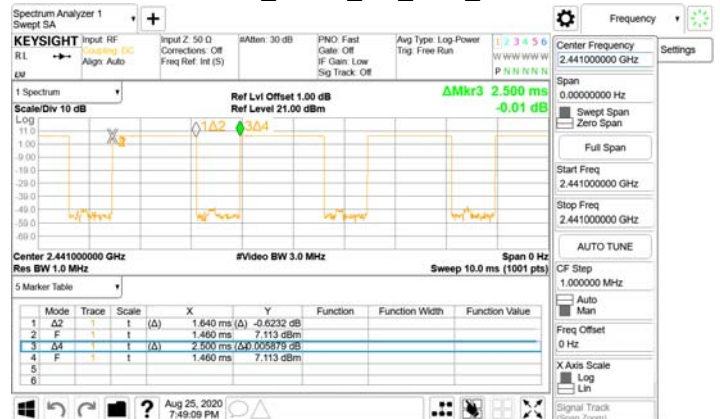 Spectrum Analyzer 1
Swept SA
+
Frequency
KEYSIGHT
RL
Input: RF
Coupling: DC
Align: Auto
Input Z: 50 Ω
Corrections: Off
Freq Ref: Int (S)
#Atten: 30 dB
PNO: Fast
Gate: Off
IF Gain: Low
Sig Track: Off
Avg Type: Log-Power
Trig: Free Run
1 2 3 4 5 6
W W W W W W
P N N N N N
1 Spectrum
Scale/Div 10 dB
Ref Lvl Offset 1.00 dB
Ref Level 21.00 dBm
ΔMkr3 2.500 ms
-0.01 dB
Log
1Δ2
3Δ4
11.0
1.00
-9.00
-19.0
-29.0
-39.0
-49.0
-59.0
-69.0
Center 2.441000000 GHz
Res BW 1.0 MHz
#Video BW 3.0 MHz
Span 0 Hz
Sweep 10.0 ms (1001 pts)
5 Marker Table
Mode Trace Scale X Y Function Function Width Function Value
1 Δ2 1 t (Δ) 1.640 ms (Δ) -0.6232 dB
2 F 1 t 1.460 ms 7.113 dBm
3 Δ4 1 t (Δ) 2.500 ms (Δ) -0.005879 dB
4 F 1 t 1.460 ms 7.113 dBm
5
6
Aug 25, 2020
7:49:09 PM
Center Frequency
2.441000000 GHz
Settings
Span
0.00000000 Hz
Swept Span
Zero Span
Full Span
Start Freq
2.441000000 GHz
Stop Freq
2.441000000 GHz
AUTO TUNE
CF Step
1.000000 MHz
Auto
Man
Freq Offset
0 Hz
X Axis Scale
Log
Lin
Signal Track
(Span Zoom)